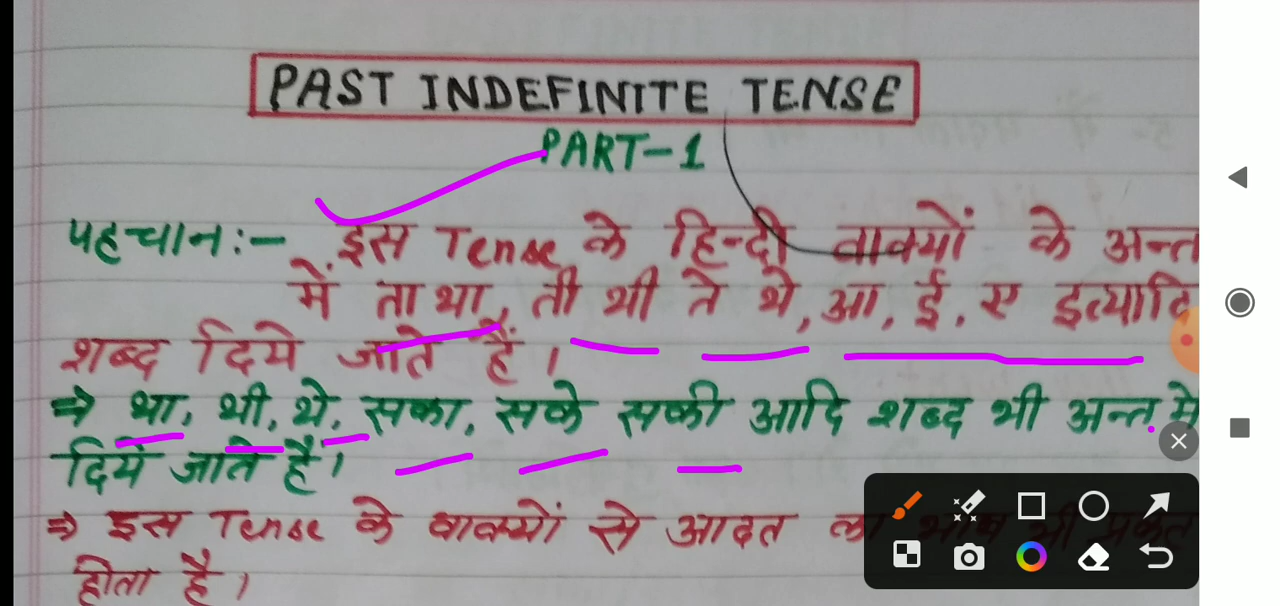 PAST INDEFINITE TENSE
PART-1
पहचान:- इस Tense के हिन्दी वाक्यों के अन्त
में ता था, ती थी ते थे, आ, ई, ए इत्यादि
शब्द दिये जाते हैं।
⇒ था, थी, थे, सका, सके सकी आदि शब्द भी अन्त में
दिये जाते हैं।
⇒ इस Tense के वाक्यों से आदत का
होता है।